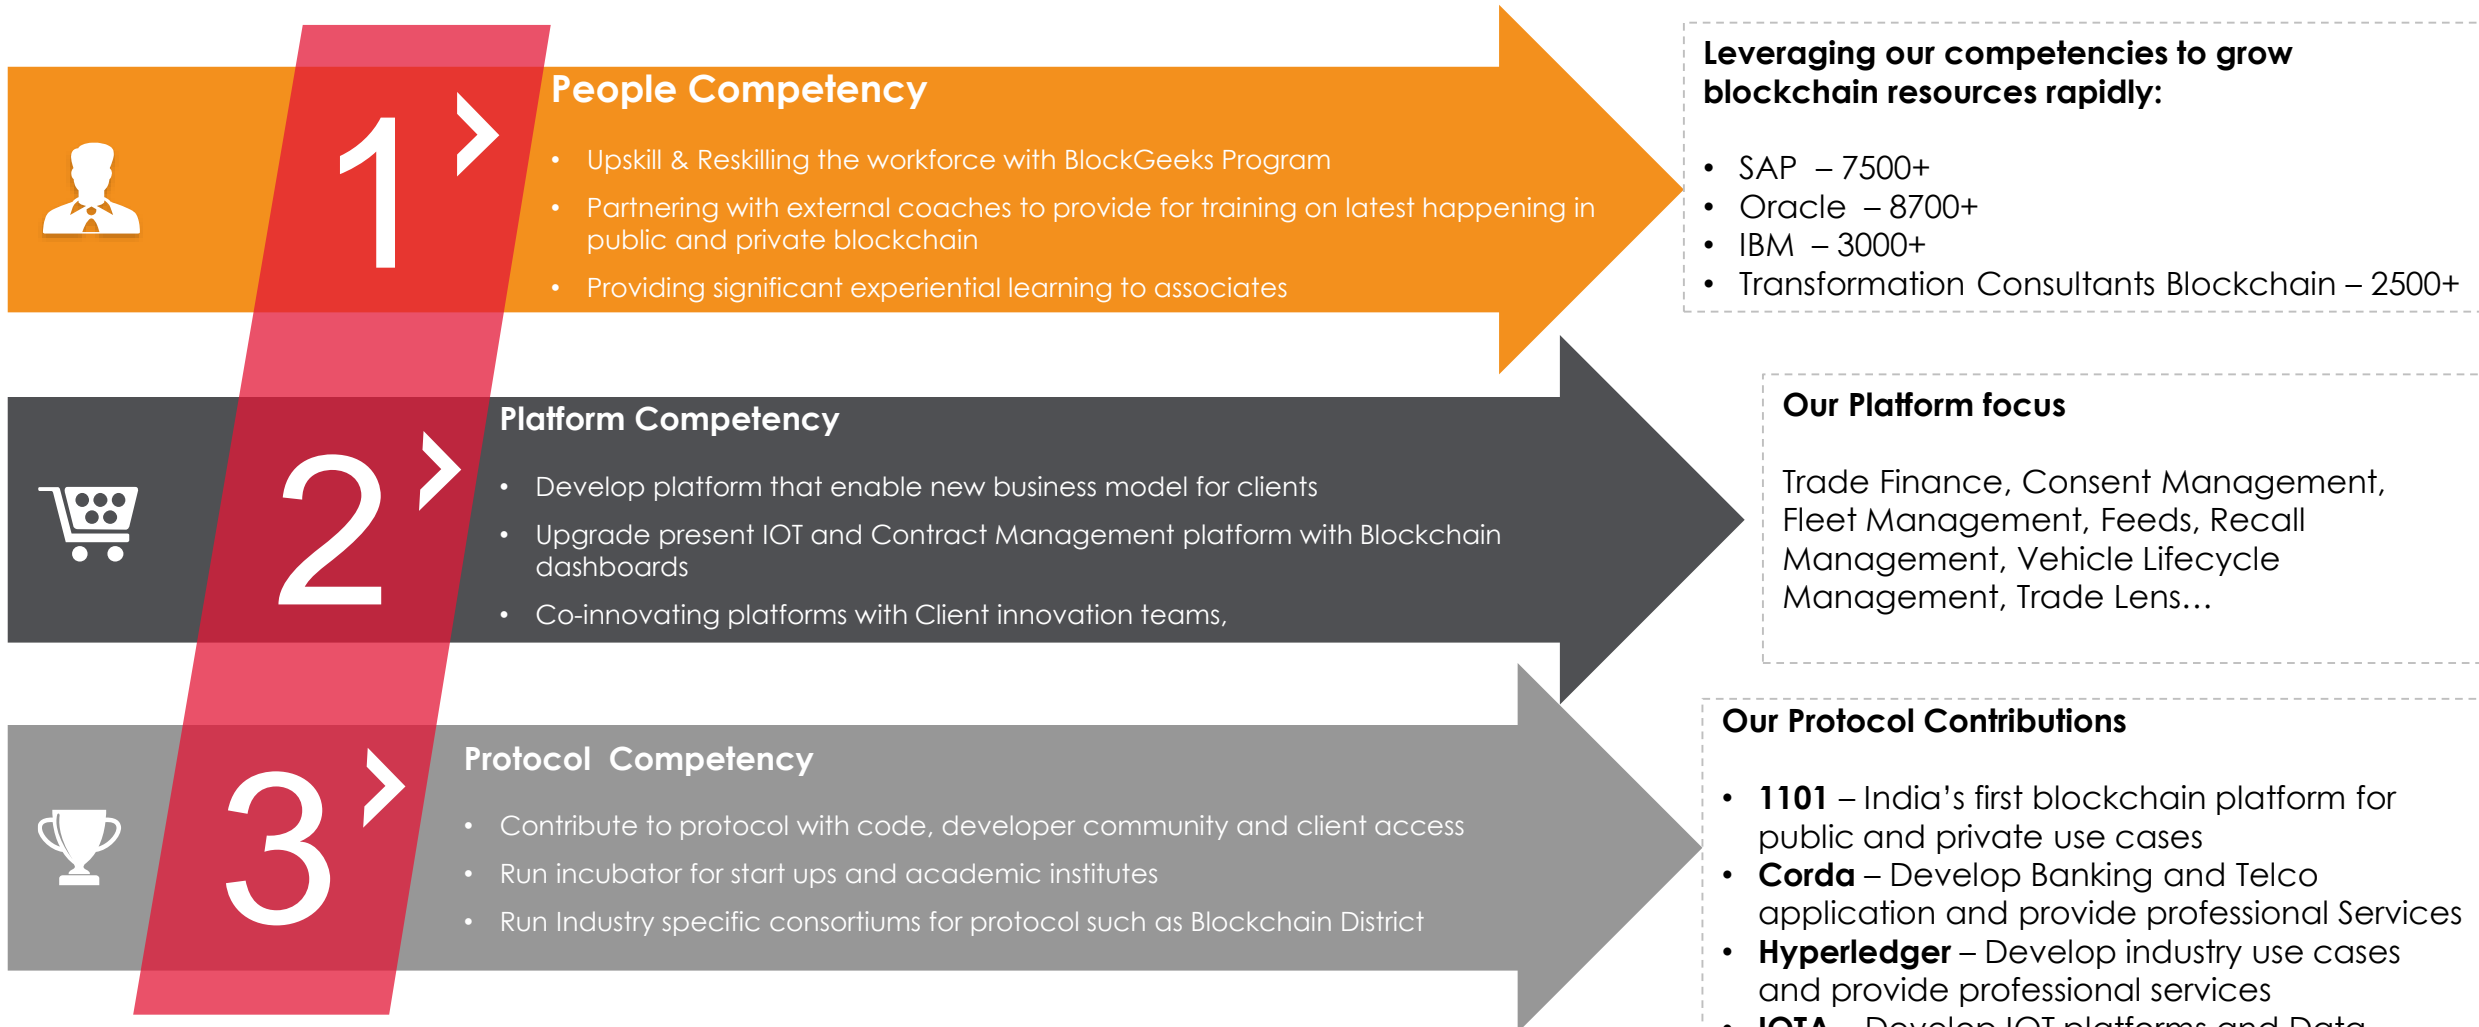 1
People Competency
• Upskill & Reskilling the workforce with BlockGeeks Program
• Partnering with external coaches to provide for training on latest happening in
public and private blockchain
• Providing significant experiential learning to associates
Leveraging our competencies to grow
blockchain resources rapidly:
• SAP – 7500+
• Oracle – 8700+
• IBM – 3000+
• Transformation Consultants Blockchain – 2500+
2
Platform Competency
• Develop platform that enable new business model for clients
• Upgrade present IOT and Contract Management platform with Blockchain
dashboards
• Co-innovating platforms with Client innovation teams,
Our Platform focus
Trade Finance, Consent Management,
Fleet Management, Feeds, Recall
Management, Vehicle Lifecycle
Management, Trade Lens…
3
Protocol Competency
• Contribute to protocol with code, developer community and client access
• Run incubator for start ups and academic institutes
• Run Industry specific consortiums for protocol such as Blockchain District
Our Protocol Contributions
• 1101 – India’s first blockchain platform for
public and private use cases
• Corda – Develop Banking and Telco
application and provide professional Services
• Hyperledger – Develop industry use cases
and provide professional services
• IOTA – Develop IOT platforms and Data